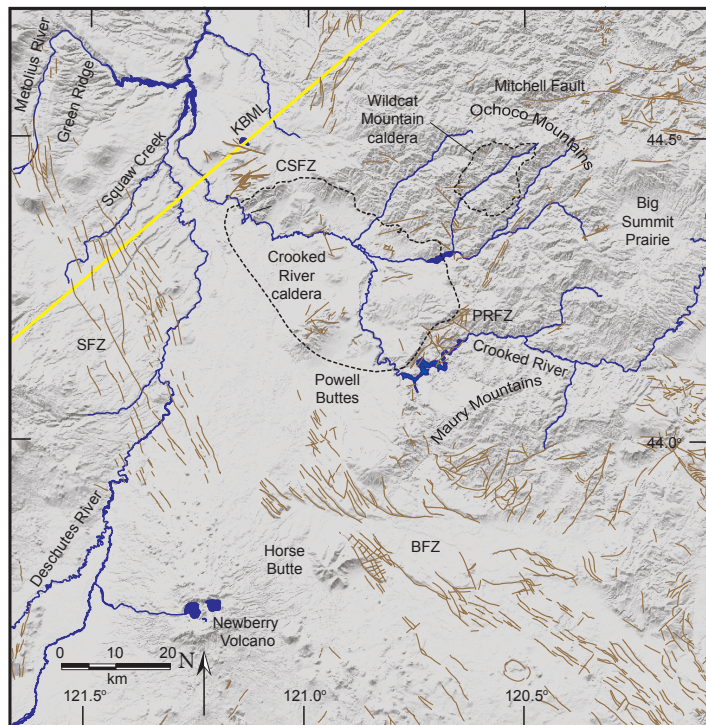 Metolius River
Green Ridge
Squaw Creek
KBML
CSFZ
Wildcat
Mountain
caldera
Mitchell Fault
Ochoco Mountains
44.5°
Big
Summit
Prairie
Crooked
River
caldera
SFZ
PRFZ
Crooked River
Powell
Buttes
Maury Mountains
44.0°
Deschutes River
Horse
Butte
BFZ
Newberry
Volcano
0 10 20
km
N
121.5° 121.0° 120.5°